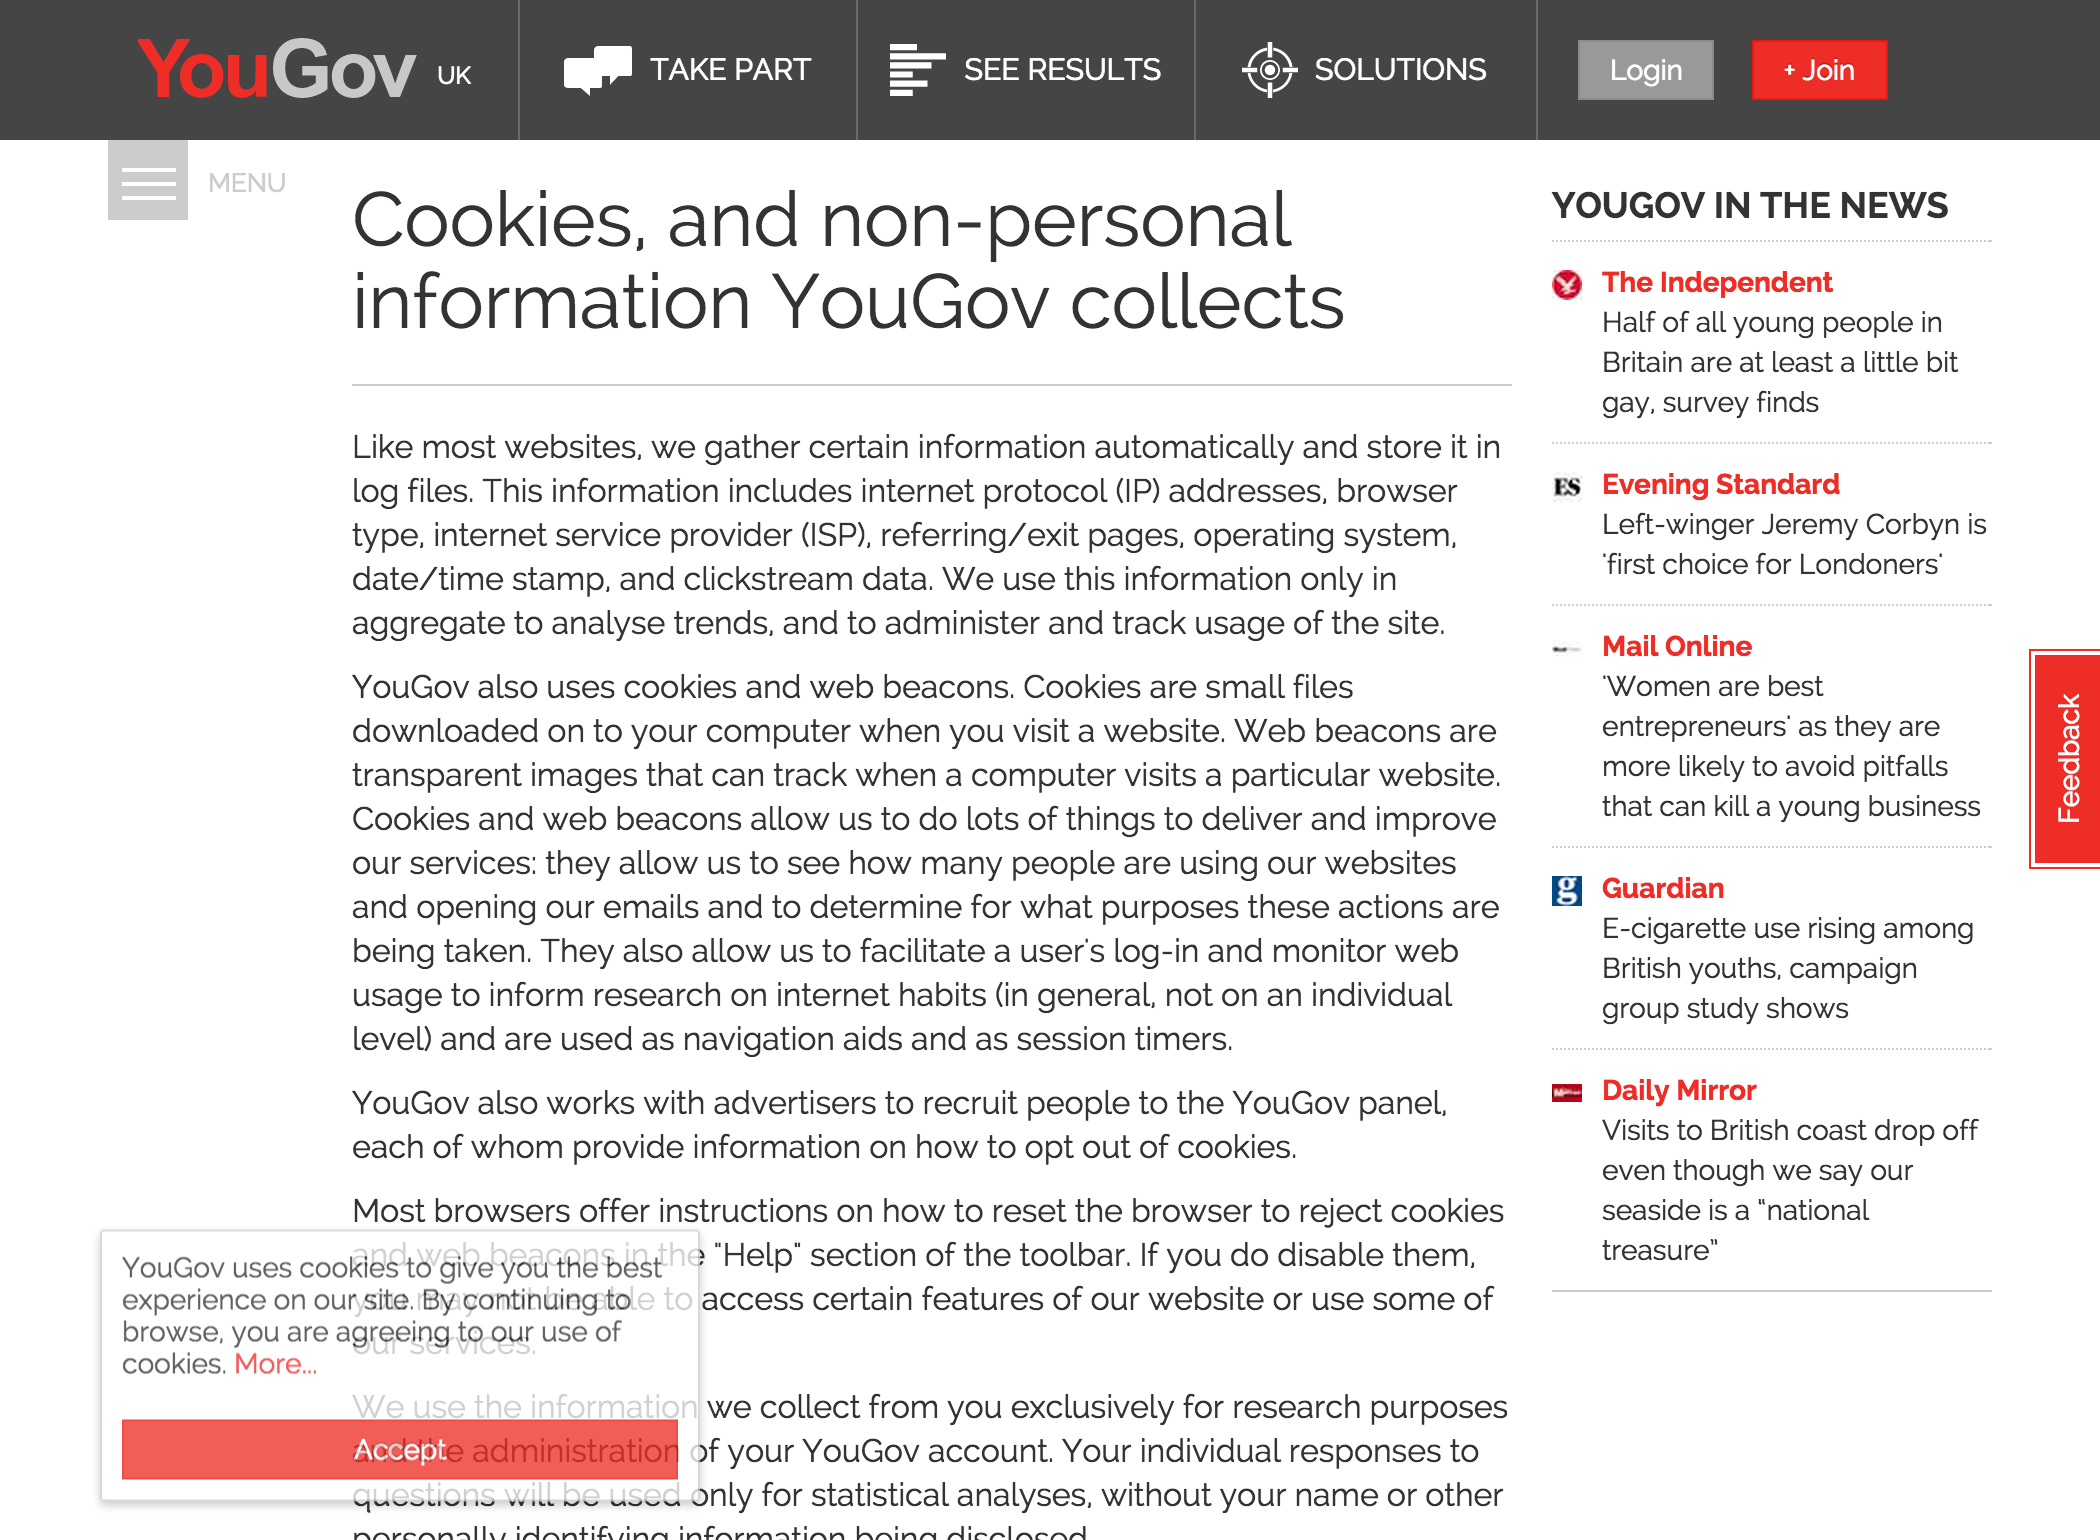 YouGov UK
TAKE PART
SEE RESULTS
SOLUTIONS
Login
+ Join
MENU
Cookies, and non-personal
information YouGov collects
Like most websites, we gather certain information automatically and store it in
log files. This information includes internet protocol (IP) addresses, browser
type, internet service provider (ISP), referring/exit pages, operating system,
date/time stamp, and clickstream data. We use this information only in
aggregate to analyse trends, and to administer and track usage of the site.
YouGov also uses cookies and web beacons. Cookies are small files
downloaded on to your computer when you visit a website. Web beacons are
transparent images that can track when a computer visits a particular website.
Cookies and web beacons allow us to do lots of things to deliver and improve
our services: they allow us to see how many people are using our websites
and opening our emails and to determine for what purposes these actions are
being taken. They also allow us to facilitate a user's log-in and monitor web
usage to inform research on internet habits (in general, not on an individual
level) and are used as navigation aids and as session timers.
YouGov also works with advertisers to recruit people to the YouGov panel,
each of whom provide information on how to opt out of cookies.
Most browsers offer instructions on how to reset the browser to reject cookies
and web beacons in the "Help" section of the toolbar. If you do disable them,
you may not be able to access certain features of our website or use some of
our services.
We use the information we collect from you exclusively for research purposes
and the administration of your YouGov account. Your individual responses to
questions will be used only for statistical analyses, without your name or other
personally identifying information being disclosed.
YouGov uses cookies to give you the best
experience on our site. By continuing to
browse, you are agreeing to our use of
cookies. More...
Accept
YOUGOV IN THE NEWS
The Independent
Half of all young people in
Britain are at least a little bit
gay, survey finds
ES
Evening Standard
Left-winger Jeremy Corbyn is
'first choice for Londoners'
Mail Online
'Women are best
entrepreneurs' as they are
more likely to avoid pitfalls
that can kill a young business
g
Guardian
E-cigarette use rising among
British youths, campaign
group study shows
Daily Mirror
Visits to British coast drop off
even though we say our
seaside is a “national
treasure”
Feedback